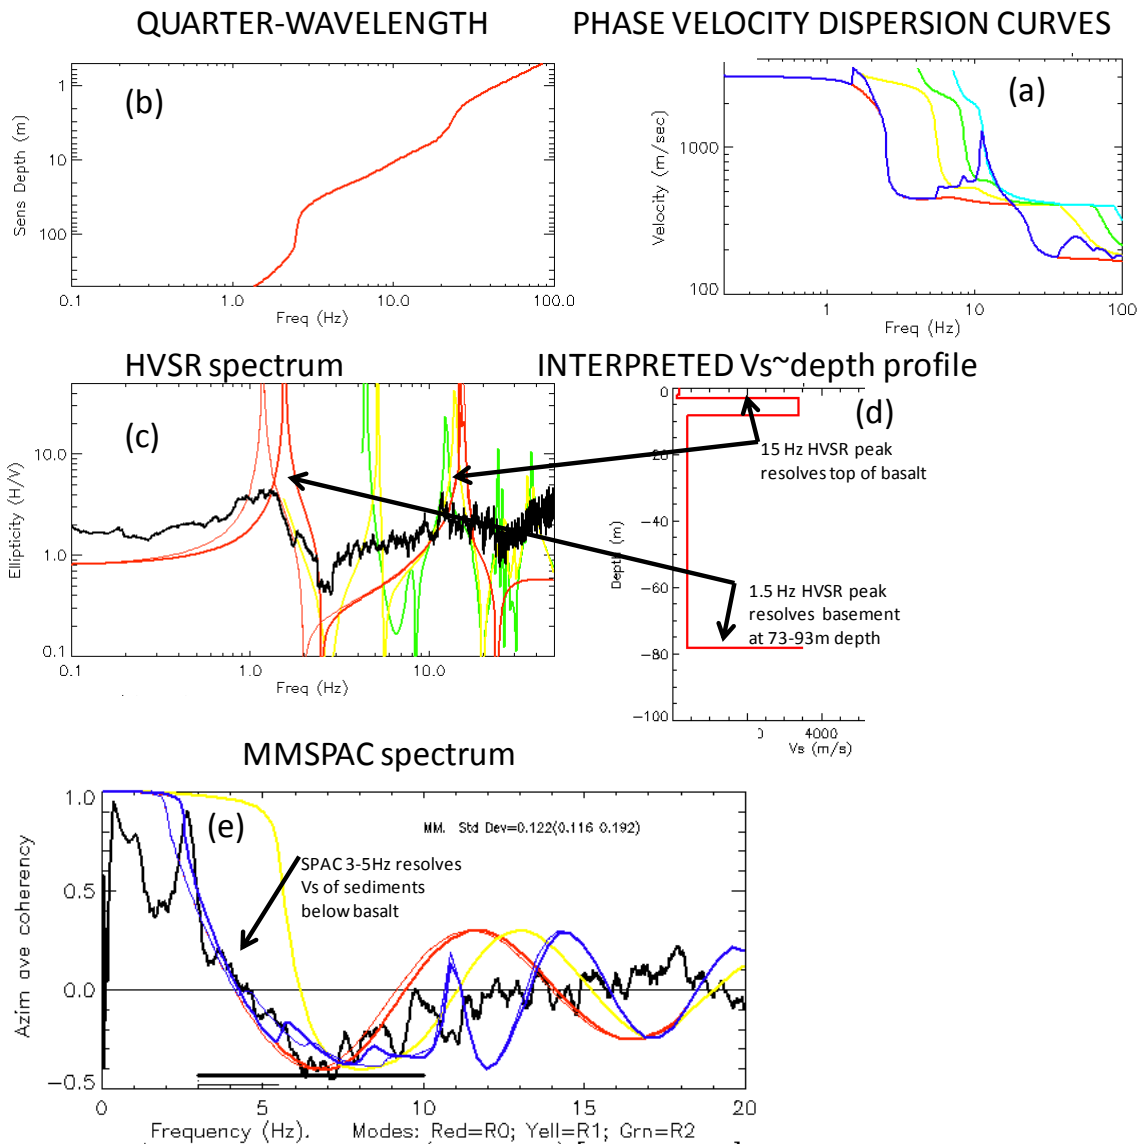 QUARTER-WAVELENGTH
PHASE VELOCITY DISPERSION CURVES
(b)
1
10
100
Sens Depth (m)
0.1 1.0 10.0 100.0
Freq (Hz)
(a)
1000
100
Velocity (m/sec)
1 10 100
Freq (Hz)
HVSR spectrum
(c)
10.0
1.0
0.1
Ellipticity (H/V)
0.1 1.0 10.0
Freq (Hz)
INTERPRETED Vs~depth profile
(d)
0
-40
-60
-80
-100
Depth (m)
15 Hz HVSR peak
resolves top of basalt
1.5 Hz HVSR peak
resolves basement
at 73-93m depth
4000
Vs (m/s)
MMSPAC spectrum
(e)
MM. Std Dev=0.122(0.116 0.192)
SPAC 3-5Hz resolves
Vs of sediments
below basalt
1.0
0.5
0.0
-0.5
Azim ave coherency
0 5 10 15 20
Frequency (Hz). Modes: Red=R0; Yell=R1; Grn=R2